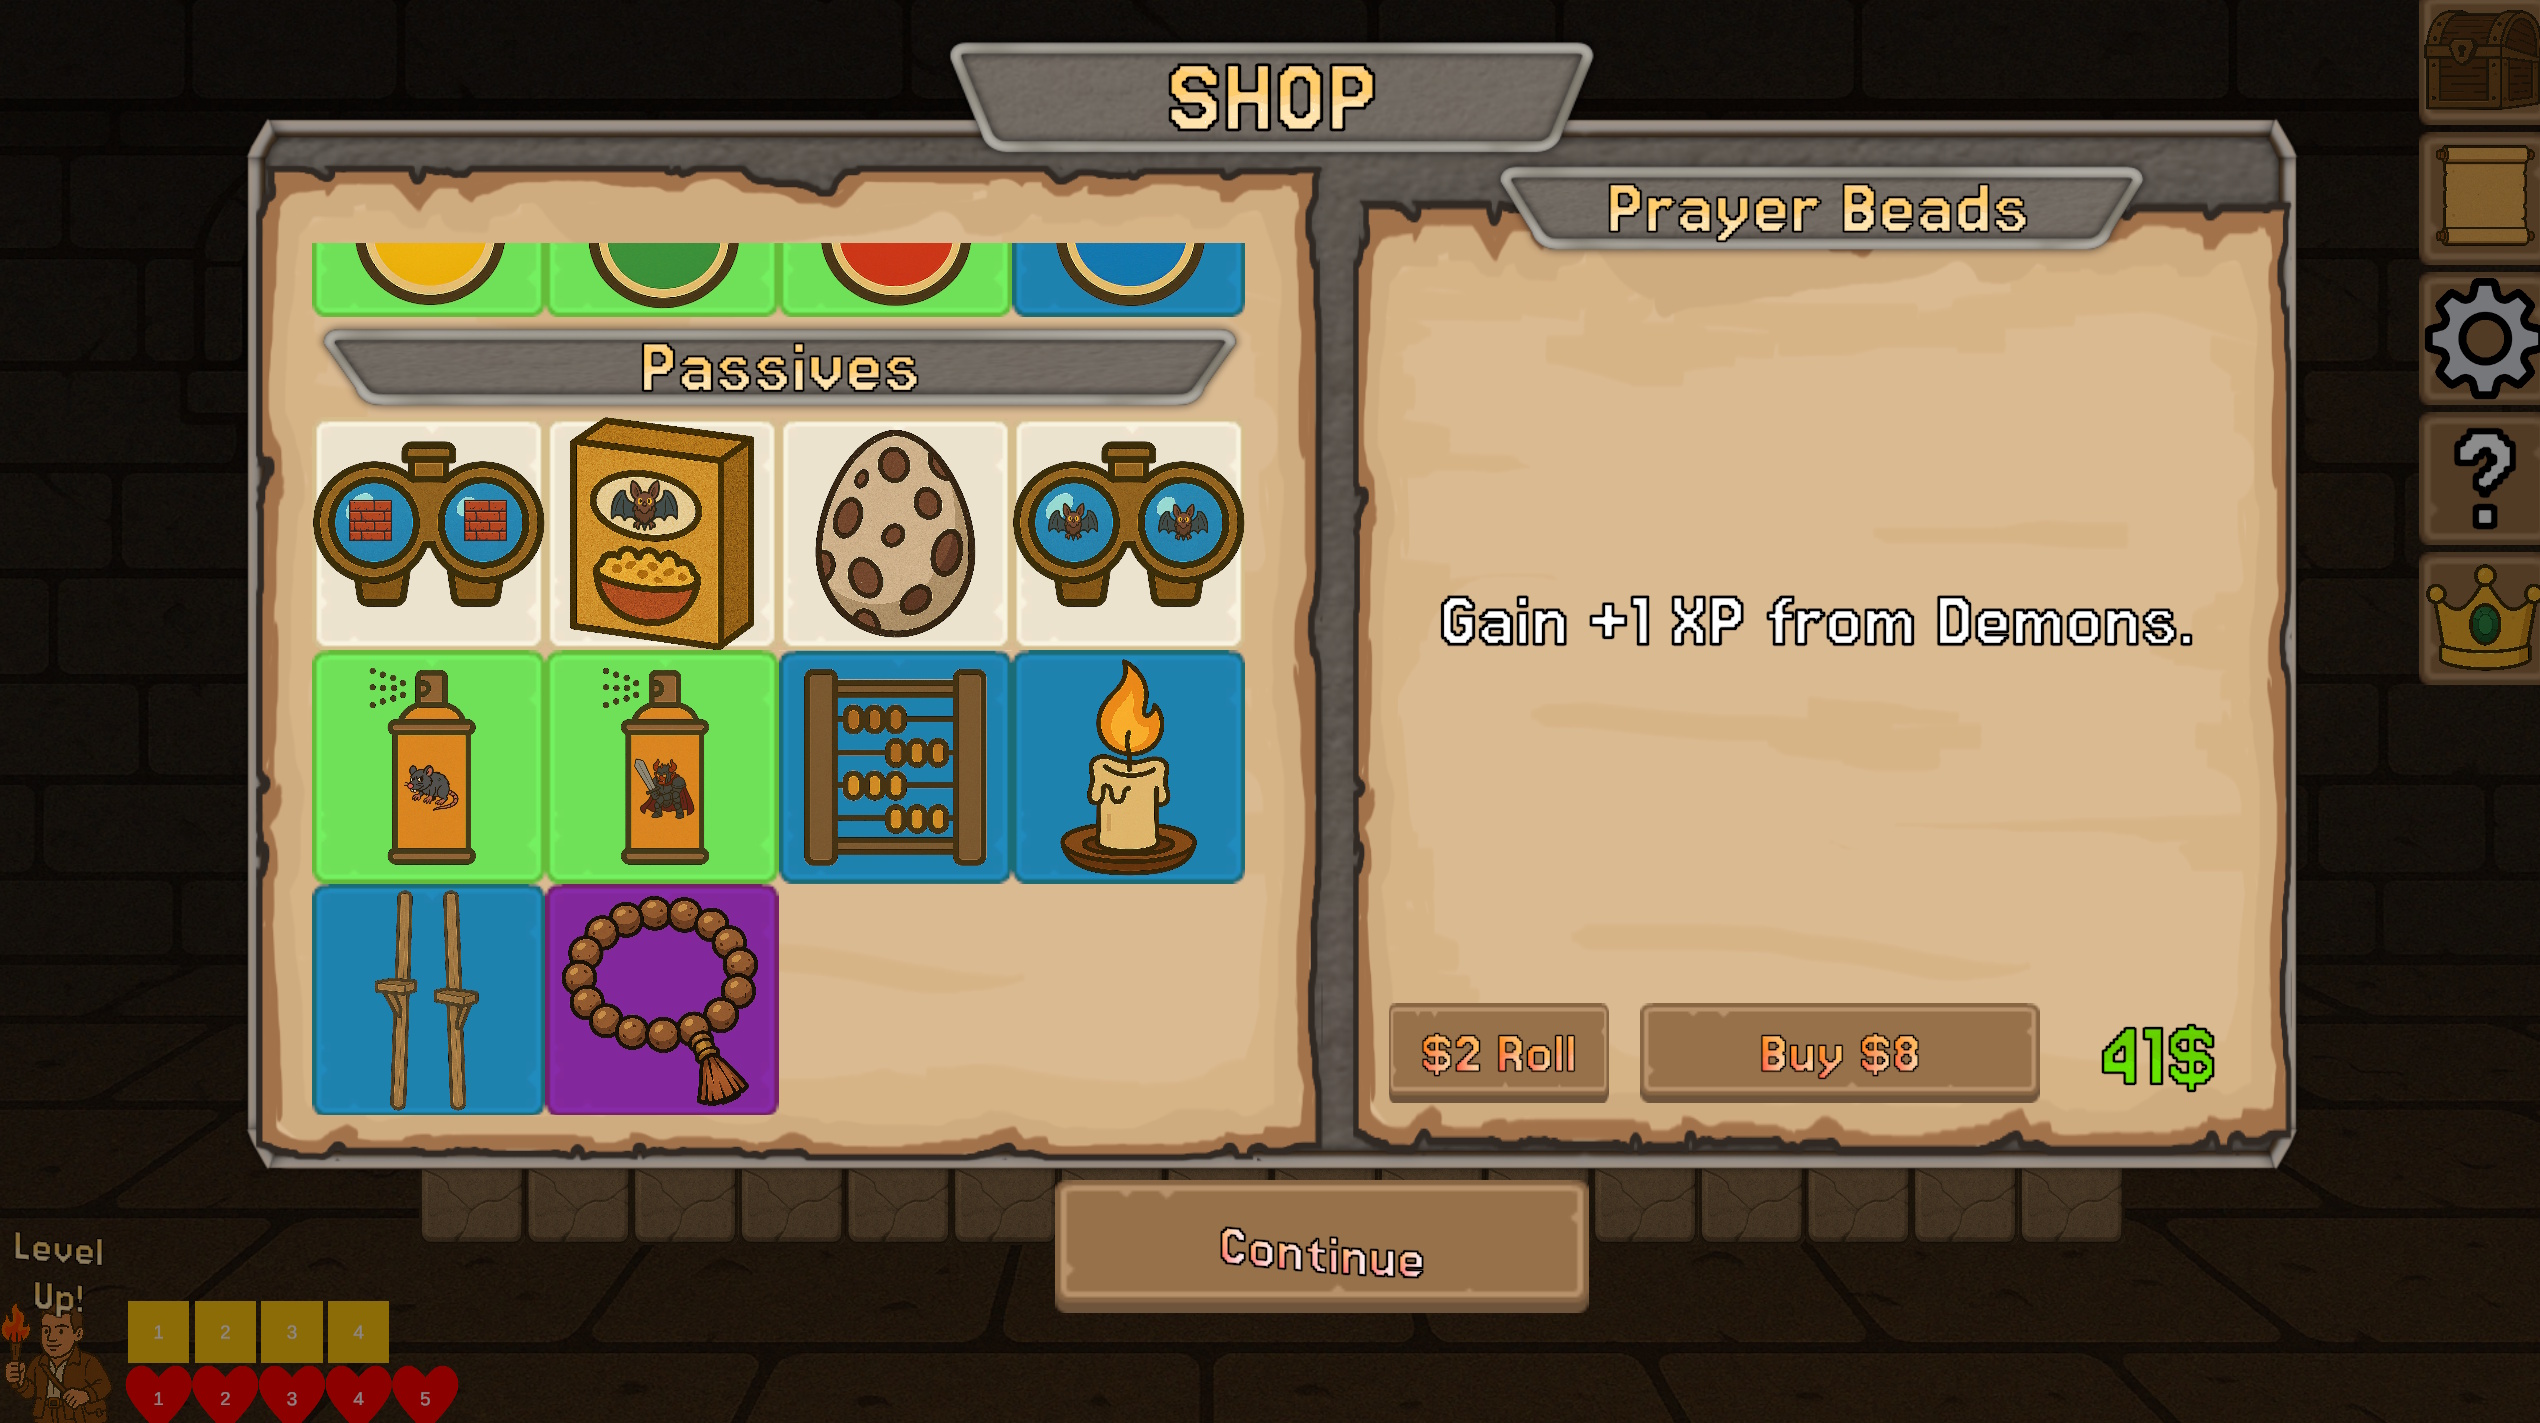 SHOP
Passives
Prayer Beads
Gain +1 XP from Demons.
$2 Roll
Buy $8
41$
Continue
?
Level
Up!
1 2 3 4
1 2 3 4 5